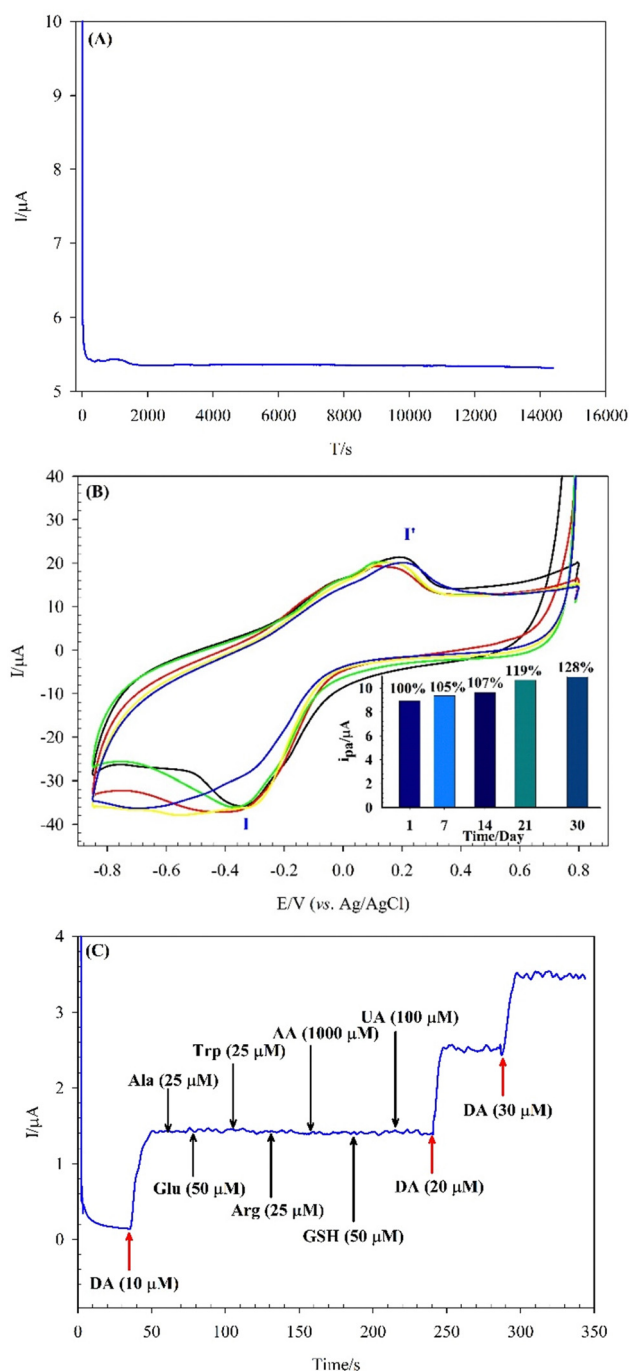 (A)
10
9
8
7
6
5
I/µA
0 2000 4000 6000 8000 10000 12000 14000 16000
T/s
(B)
40
30
20
10
0
-10
-20
-30
-40
I/µA
I'
I
100% 105% 107% 119% 128%
10
8
6
4
2
0
ipa/µA
1 7 14 21 30
Time/Day
-0.8 -0.6 -0.4 -0.2 0.0 0.2 0.4 0.6 0.8
E/V (vs. Ag/AgCl)
(C)
4
3
2
1
0
I/µA
UA (100 µM)
AA (1000 µM)
Trp (25 µM)
Ala (25 µM)
Glu (50 µM)
Arg (25 µM)
GSH (50 µM)
DA (10 µM)
DA (20 µM)
DA (30 µM)
0 50 100 150 200 250 300 350
Time/s